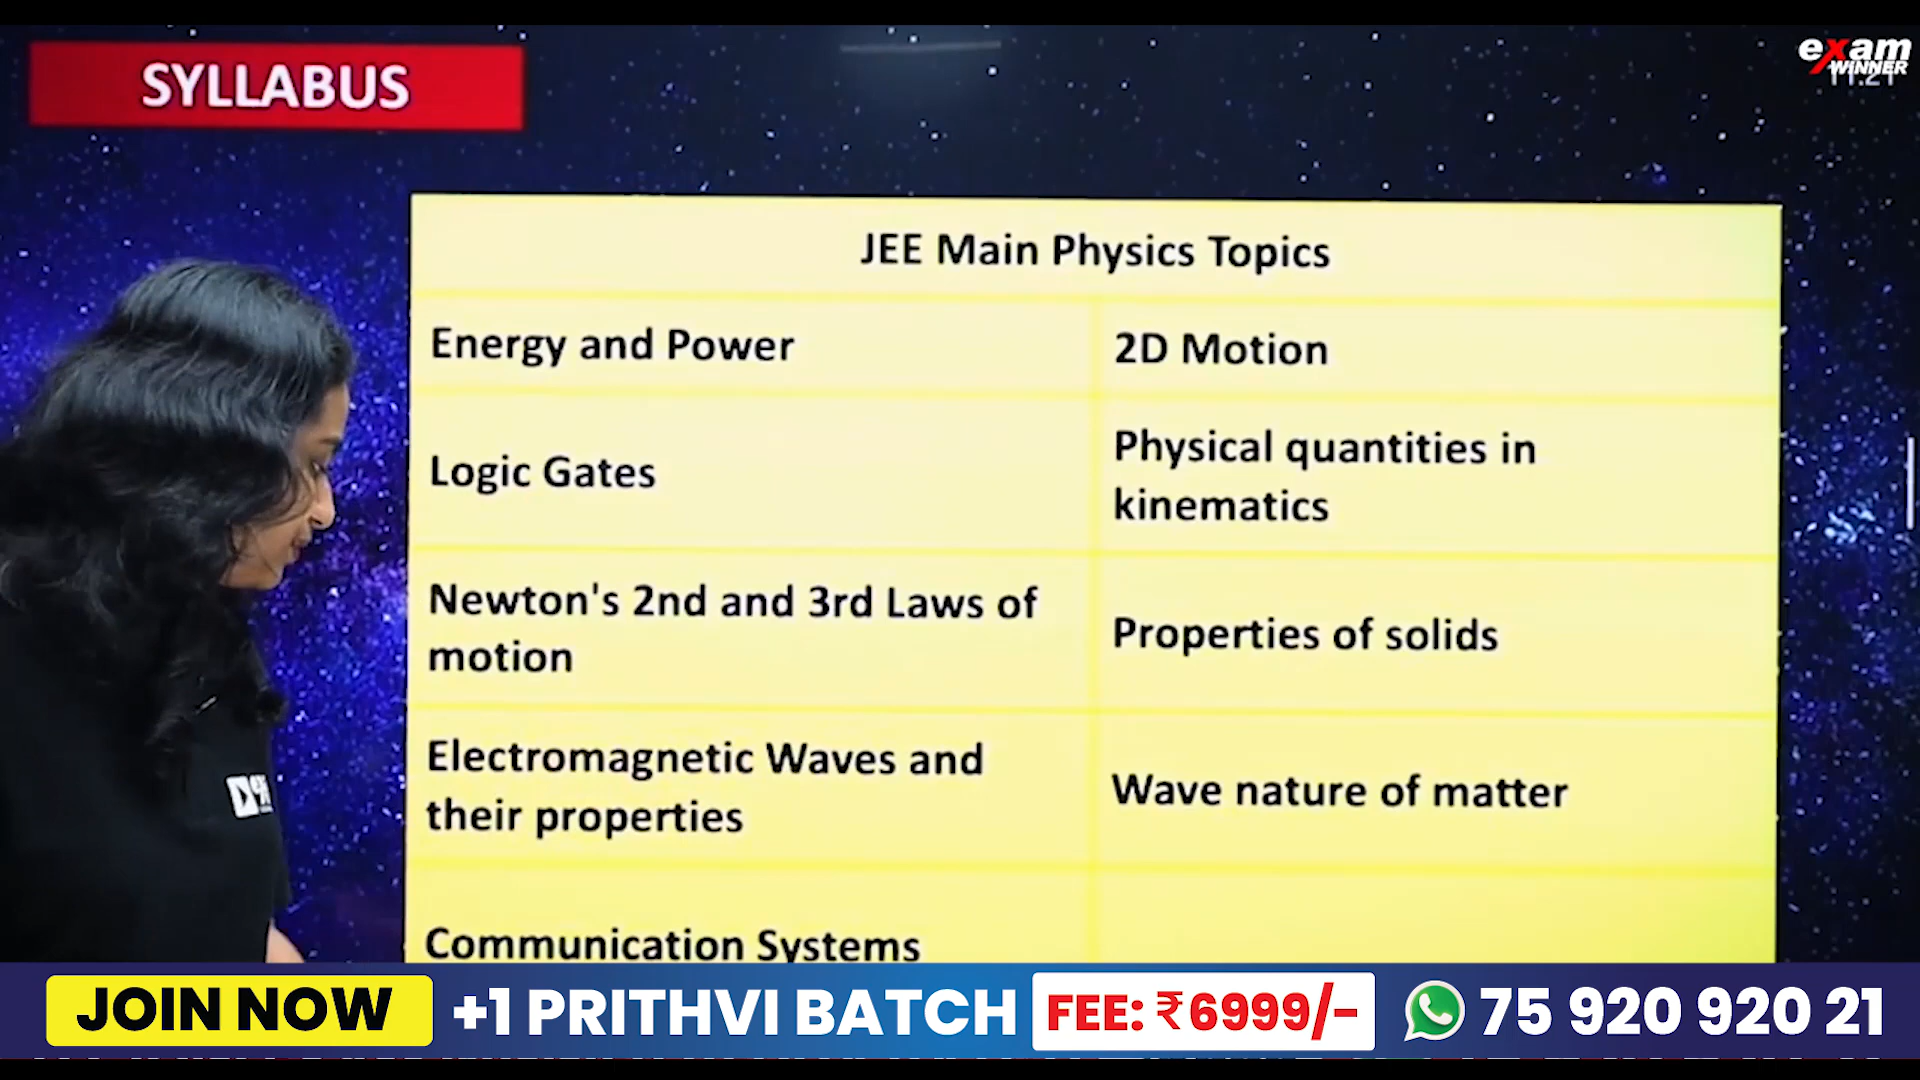 SYLLABUS
exam
WINNER
11:21
JEE Main Physics Topics
Energy and Power
2D Motion
Logic Gates
Physical quantities in
kinematics
Newton's 2nd and 3rd Laws of
motion
Properties of solids
Electromagnetic Waves and
their properties
Wave nature of matter
Communication Systems
JOIN NOW
+1 PRITHVI BATCH
FEE: ₹6999/-
75 920 920 21